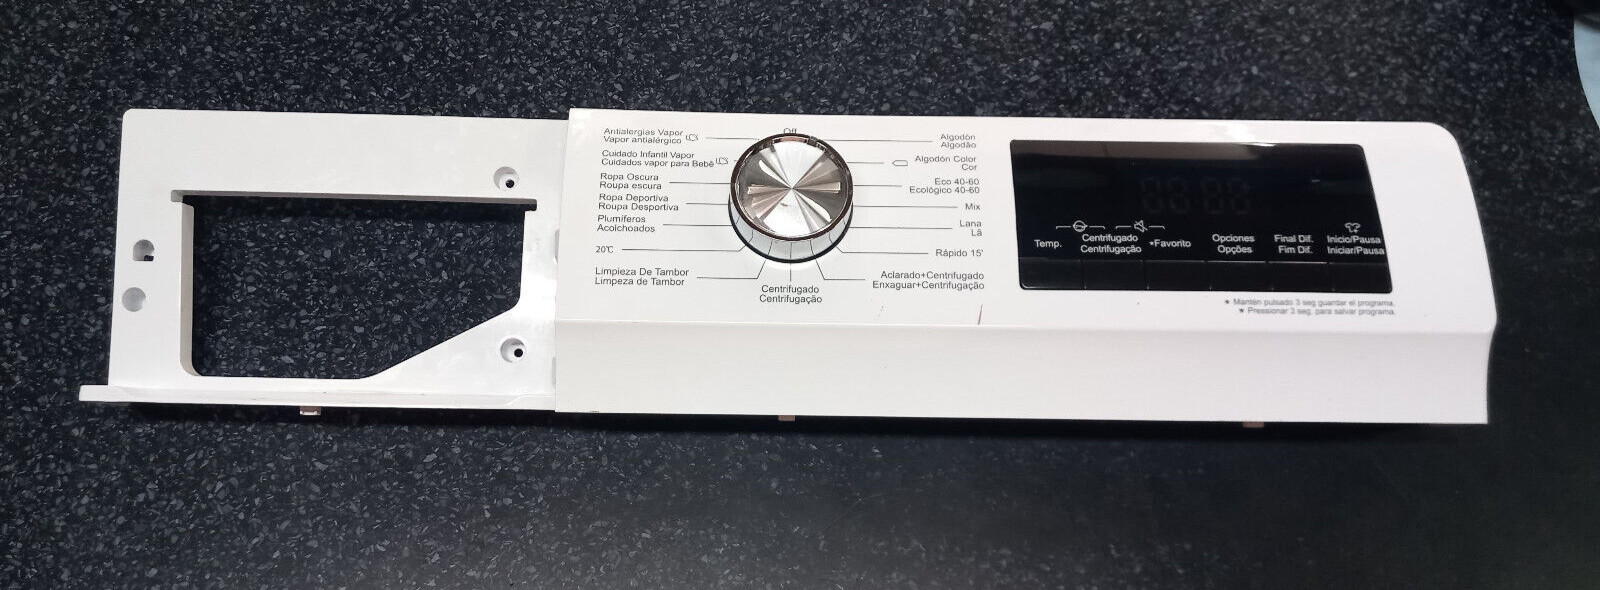 Off
Antialergias Vapor
Vapor antialérgico
Cuidado Infantil Vapor
Cuidados vapor para Bebê
Ropa Oscura
Roupa escura
Ropa Deportiva
Roupa Desportiva
Plumíferos
Acolchoados
20℃
Limpieza De Tambor
Limpeza de Tambor
Centrifugado
Centrifugação
Algodón
Algodão
Algodón Color
Cor
Eco 40-60
Ecológico 40-60
Mix
Lana
Lã
Rápido 15'
Aclarado+Centrifugado
Enxaguar+Centrifugação
Temp.
Centrifugado
Centrifugação
*Favorito
Opciones
Opções
Final Dif.
Fim Dif.
Inicio/Pausa
Iniciar/Pausa
* Mantén pulsado 3 seg guardar el programa.
* Pressionar 3 seg. para salvar programa.